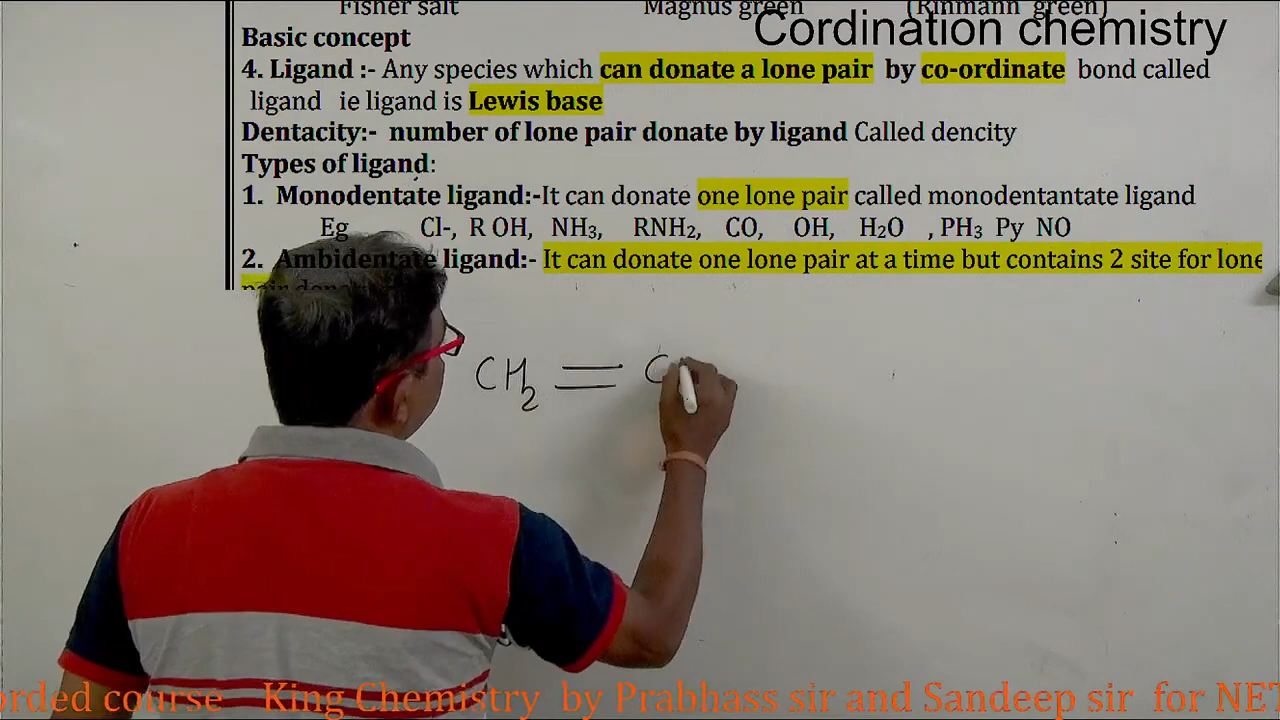 Fisher salt Magnus green (Rinmann green)
Cordination chemistry
Basic concept
4. Ligand :- Any species which can donate a lone pair by co-ordinate bond called
ligand ie ligand is Lewis base
Dentacity:- number of lone pair donate by ligand Called dencity
Types of ligand:
1. Monodentate ligand:-It can donate one lone pair called monodentantate ligand
Eg Cl-, R OH, NH₃, RNH₂, CO, OH, H₂O , PH₃ Py NO
2. Ambidentate ligand:- It can donate one lone pair at a time but contains 2 site for lone
CH₂ = C
orded course King Chemistry by Prabhass sir and Sandeep sir for NET